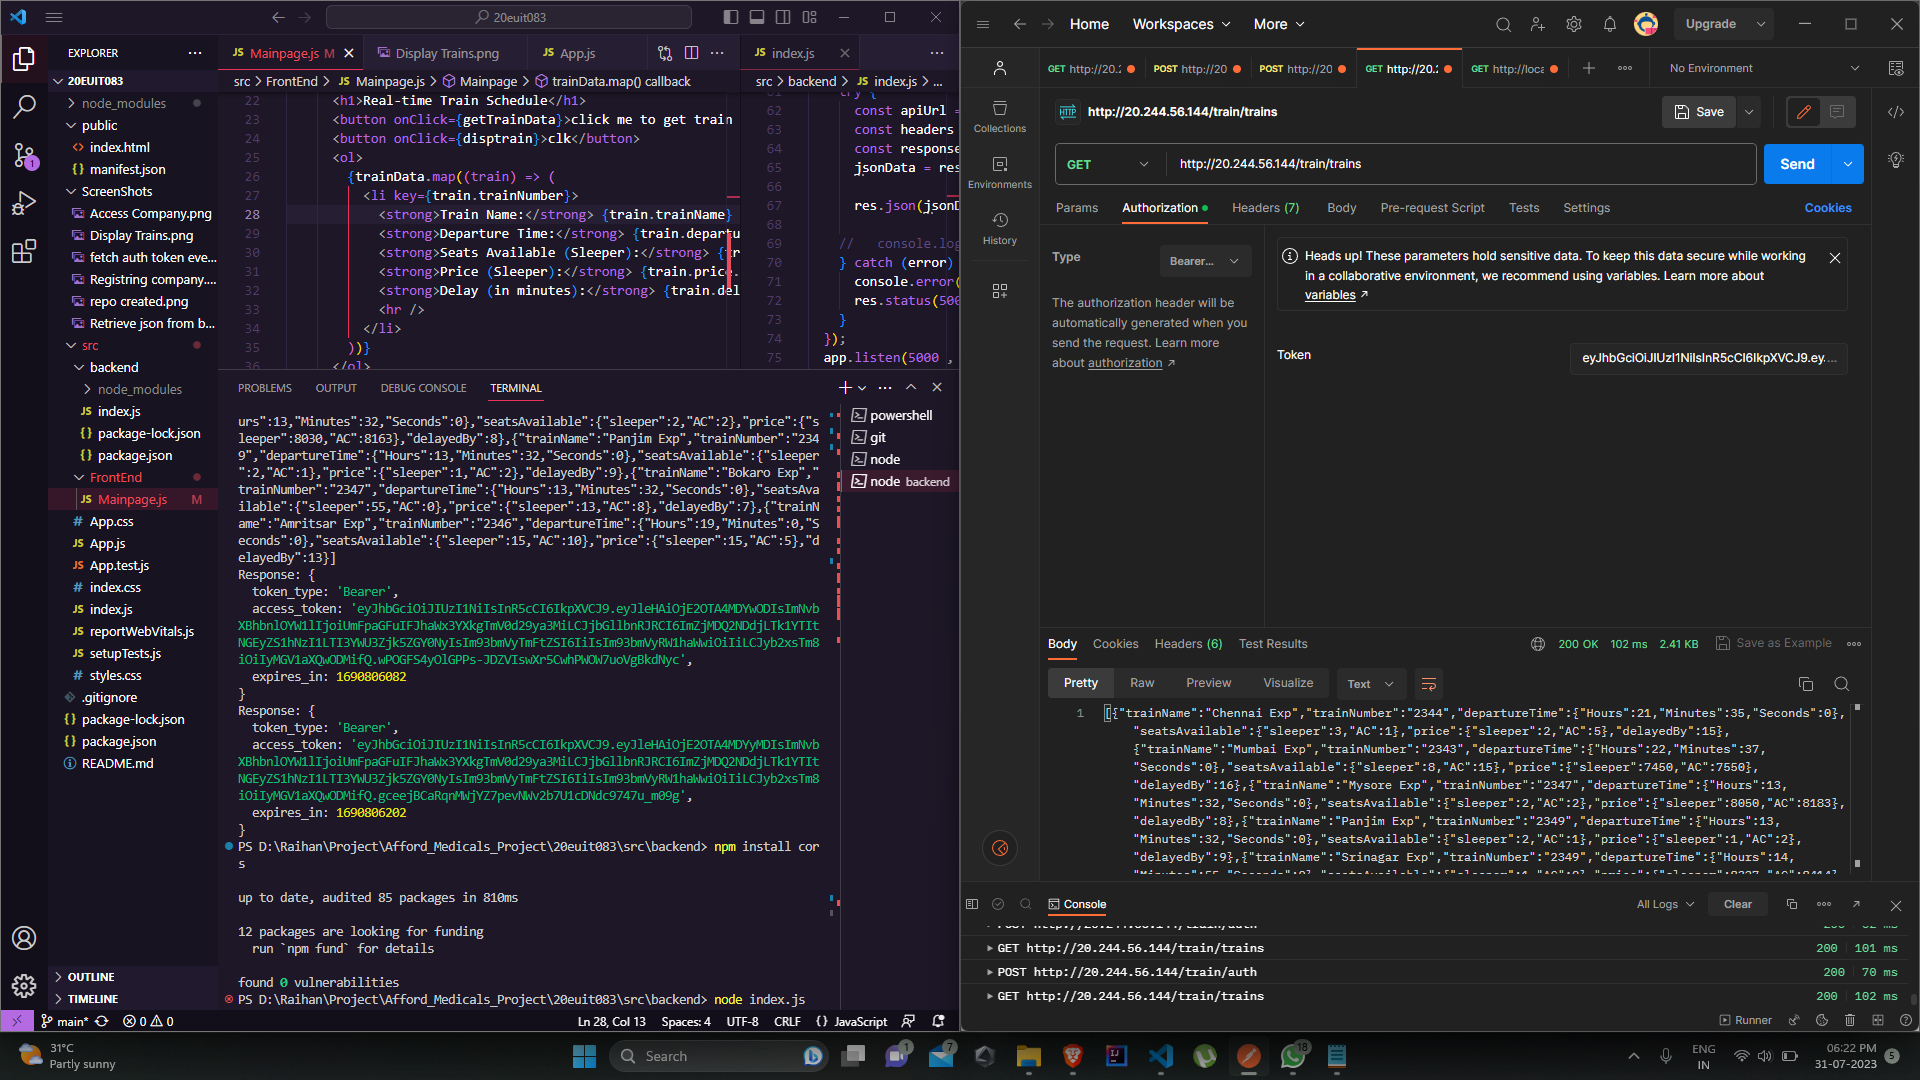 20euit083
EXPLORER
20EUIT083
node_modules
public
index.html
manifest.json
ScreenShots
Access Company.png
Display Trains.png
fetch auth token eve...
Registring company....
repo created.png
Retrieve json from b...
src
backend
node_modules
index.js
package-lock.json
package.json
FrontEnd
Mainpage.js M
App.css
App.js
App.test.js
index.css
index.js
reportWebVitals.js
setupTests.js
styles.css
.gitignore
package-lock.json
package.json
README.md
OUTLINE
TIMELINE
Mainpage.js M
Display Trains.png
App.js
src > FrontEnd > JS Mainpage.js > Mainpage > trainData.map() callback
22 <h1>Real-time Train Schedule</h1>
23 <button onClick={getTrainData}>click me to get train
24 <button onClick={disptrain}>clk</button>
25 <ol>
26 {trainData.map((train) => (
27 <li key={train.trainNumber}>
28 <strong>Train Name:</strong> {train.trainName}
29 <strong>Departure Time:</strong> {train.departu
30 <strong>Seats Available (Sleeper):</strong> {tr
31 <strong>Price (Sleeper):</strong> {train.price.
32 <strong>Delay (in minutes):</strong> {train.del
33 <hr />
34 </li>
35 ))}
36 </ol>
index.js
src > backend > JS index.js > ...
61 try {
62 const apiUrl =
63 const headers
64 const response
65 jsonData = res
66
67 res.json(jsonD
68
69 // console.log
70 } catch (error)
71 console.error(
72 res.status(500
73 }
74 });
75 app.listen(5000 ,
PROBLEMS OUTPUT DEBUG CONSOLE TERMINAL
urs":13,"Minutes":32,"Seconds":0},"seatsAvailable":{"sleeper":2,"AC":2},"price":{"s
leeper":8030,"AC":8163},"delayedBy":8},{"trainName":"Panjim Exp","trainNumber":"234
9","departureTime":{"Hours":13,"Minutes":32,"Seconds":0},"seatsAvailable":{"sleeper
":2,"AC":1},"price":{"sleeper":1,"AC":2},"delayedBy":9},{"trainName":"Bokaro Exp","
trainNumber":"2347","departureTime":{"Hours":13,"Minutes":32,"Seconds":0},"seatsAva
ilable":{"sleeper":55,"AC":0},"price":{"sleeper":13,"AC":8},"delayedBy":7},{"trainN
ame":"Amritsar Exp","trainNumber":"2346","departureTime":{"Hours":19,"Minutes":0,"S
econds":0},"seatsAvailable":{"sleeper":15,"AC":10},"price":{"sleeper":15,"AC":5},"d
elayedBy":13}]
Response: {
token_type: 'Bearer',
expires_in: 1690806082
}
Response: {
token_type: 'Bearer',
expires_in: 1690806202
}
PS D:\Raihan\Project\Afford_Medicals_Project\20euit083\src\backend> npm install cor
s
up to date, audited 85 packages in 810ms
12 packages are looking for funding
run `npm fund` for details
found 0 vulnerabilities
PS D:\Raihan\Project\Afford_Medicals_Project\20euit083\src\backend> node index.js
powershell
git
node
node backend
main* 0 0
Ln 28, Col 13 Spaces: 4 UTF-8 CRLF {} JavaScript
Home Workspaces More Upgrade
GET http://20.2 POST http://20 POST http://20 GET http://20.2 GET http://loca No Environment
Collections
Environments
History
http://20.244.56.144/train/trains
Save
GET http://20.244.56.144/train/trains
Send
Params Authorization Headers (7) Body Pre-request Script Tests Settings Cookies
Type Bearer...
The authorization header will be
automatically generated when you
send the request. Learn more
about authorization
Heads up! These parameters hold sensitive data. To keep this data secure while working
in a collaborative environment, we recommend using variables. Learn more about
variables
Token eyJhbGciOiJIUzI1NiIsInR5cCI6IkpXVCJ9.ey....
Body Cookies Headers (6) Test Results 200 OK 102 ms 2.41 KB Save as Example
Pretty Raw Preview Visualize Text
1 [{"trainName":"Chennai Exp","trainNumber":"2344","departureTime":{"Hours":21,"Minutes":35,"Seconds":0},
"seatsAvailable":{"sleeper":3,"AC":1},"price":{"sleeper":2,"AC":5},"delayedBy":15},
{"trainName":"Mumbai Exp","trainNumber":"2343","departureTime":{"Hours":22,"Minutes":37,
"Seconds":0},"seatsAvailable":{"sleeper":8,"AC":15},"price":{"sleeper":7450,"AC":7550},
"delayedBy":16},{"trainName":"Mysore Exp","trainNumber":"2347","departureTime":{"Hours":13,
"Minutes":32,"Seconds":0},"seatsAvailable":{"sleeper":2,"AC":2},"price":{"sleeper":8050,"AC":8183},
"delayedBy":8},{"trainName":"Panjim Exp","trainNumber":"2349","departureTime":{"Hours":13,
"Minutes":32,"Seconds":0},"seatsAvailable":{"sleeper":2,"AC":1},"price":{"sleeper":1,"AC":2},
"delayedBy":9},{"trainName":"Srinagar Exp","trainNumber":"2349","departureTime":{"Hours":14,
Console
All Logs Clear
GET http://20.244.56.144/train/trains 200 101 ms
POST http://20.244.56.144/train/auth 200 70 ms
GET http://20.244.56.144/train/trains 200 102 ms
Runner
31°C
Partly sunny
Search
1
7
18
ENG
IN
06:22 PM
31-07-2023
5